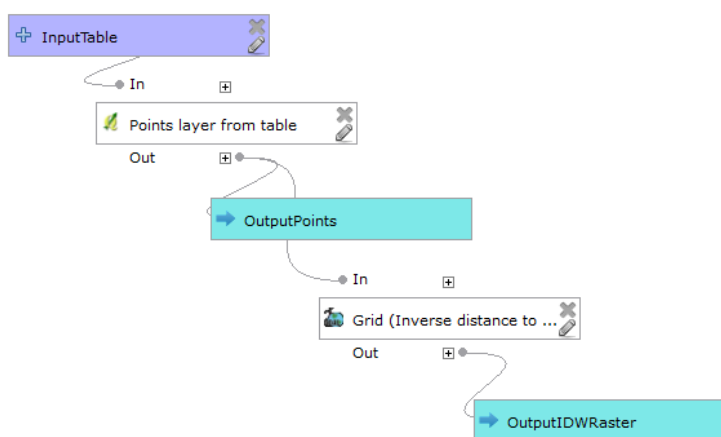 InputTable
In
Points layer from table
Out
OutputPoints
In
Grid (Inverse distance to ...
Out
OutputIDWRaster